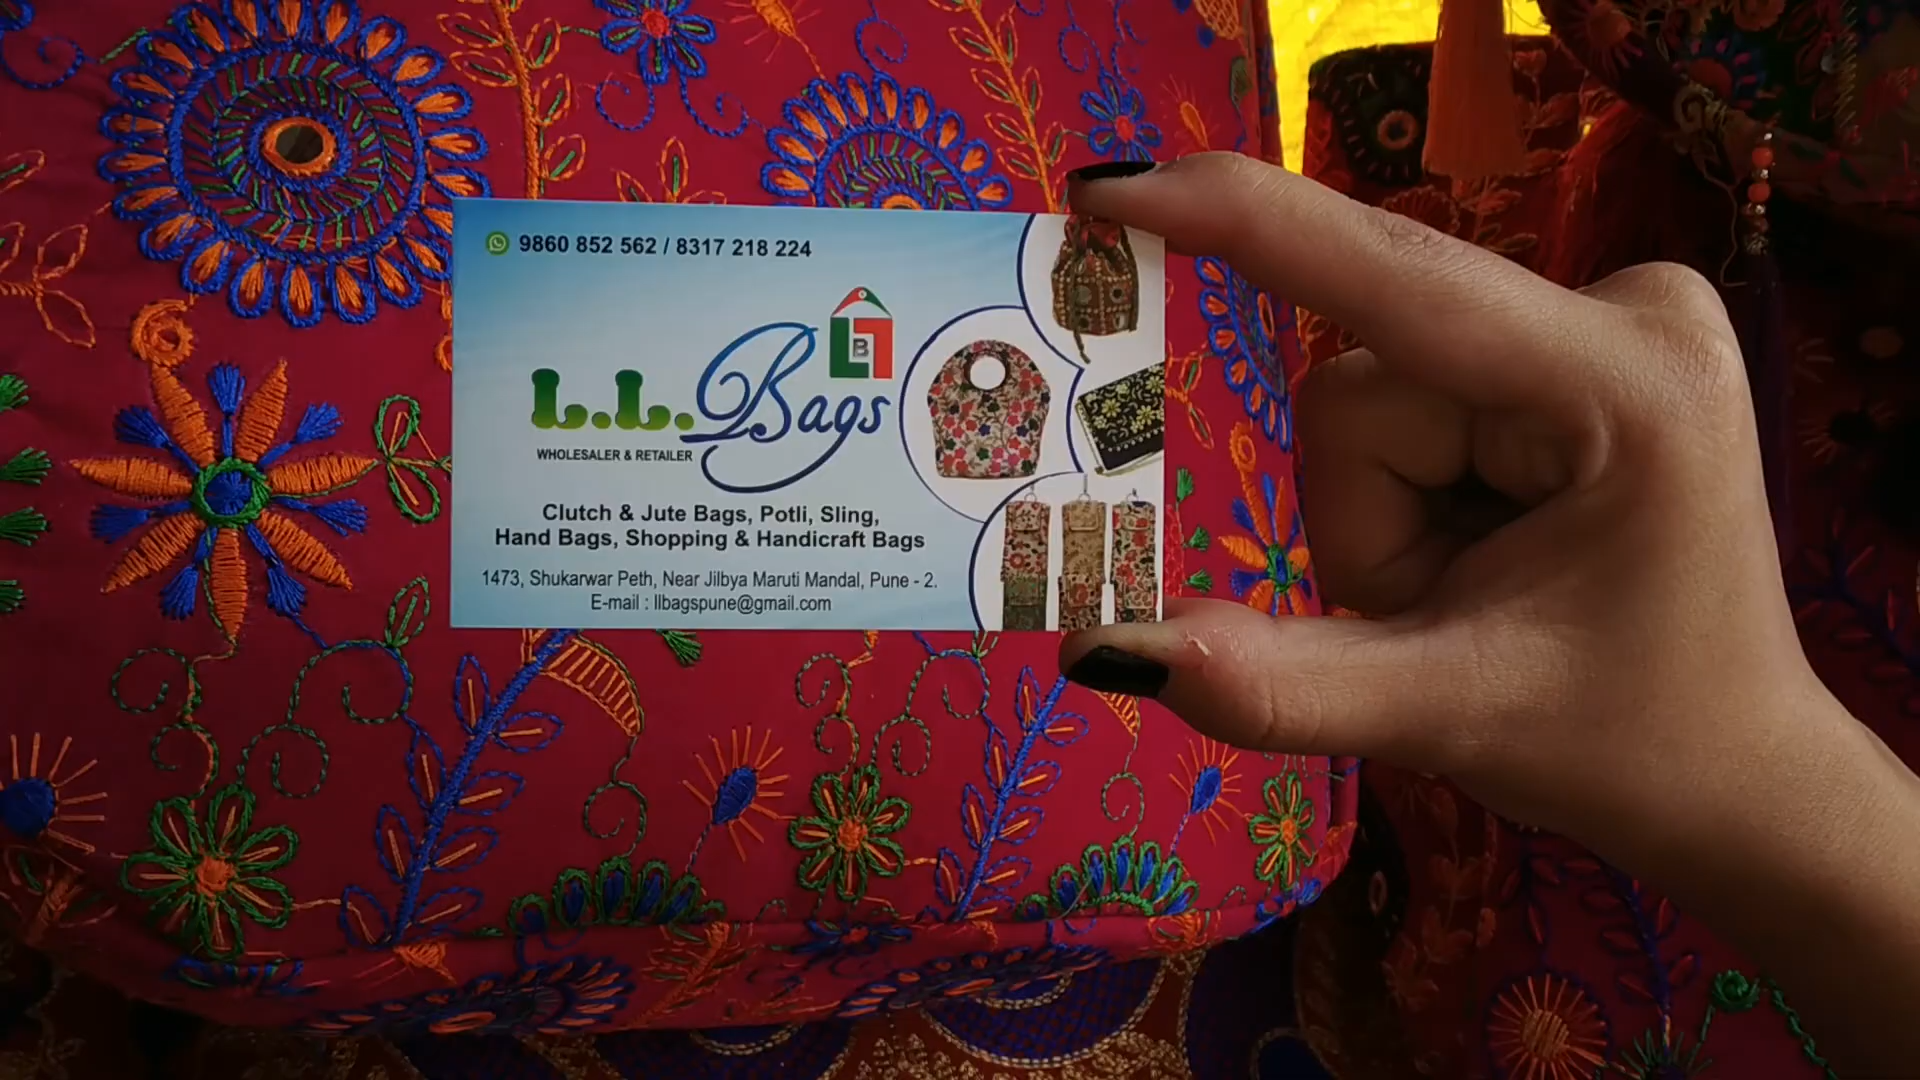 9860 852 562 / 8317 218 224
LBL
L.L. Bags
WHOLESALER & RETAILER
Clutch & Jute Bags, Potli, Sling,
Hand Bags, Shopping & Handicraft Bags
1473, Shukarwar Peth, Near Jilbya Maruti Mandal, Pune - 2.
E-mail : llbagspune@gmail.com